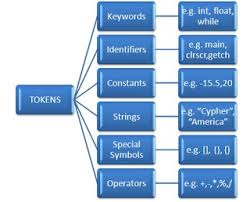 TOKENS
Keywords
e.g. int, float,
while
Identifiers
e.g. main,
clrscr,getch
Constants
e.g. -15.5,20
Strings
e.g. “Cypher”,
“America”
Special
Symbols
e.g. [], {}, ()
Operators
e.g. +,-,*,%,/